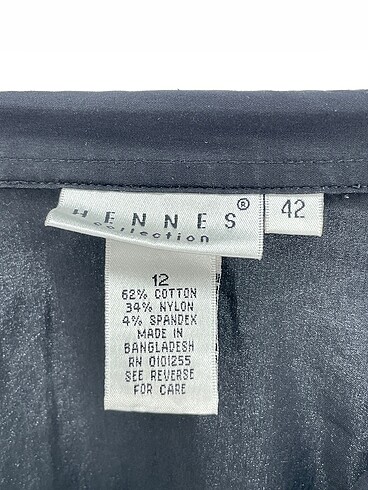 HENNES®
collection
42
12
62% COTTON
34% NYLON
4% SPANDEX
MADE IN
BANGLADESH
RN 0101255
SEE REVERSE
FOR CARE